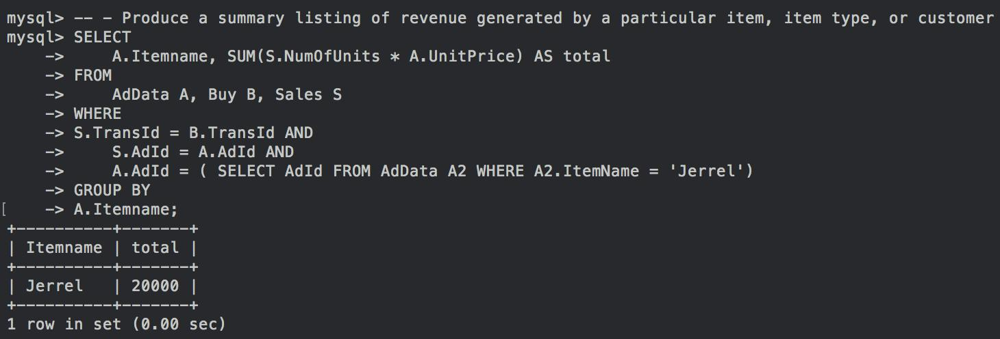 mysql> -- - Produce a summary listing of revenue generated by a particular item, item type, or customer
mysql> SELECT
    ->     A.Itemname, SUM(S.NumOfUnits * A.UnitPrice) AS total
    -> FROM
    ->     AdData A, Buy B, Sales S
    -> WHERE
    -> S.TransId = B.TransId AND
    ->     S.AdId = A.AdId AND
    ->     A.AdId = ( SELECT AdId FROM AdData A2 WHERE A2.ItemName = 'Jerrel')
    -> GROUP BY
[    -> A.Itemname;
+----------+-------+
| Itemname | total |
+----------+-------+
| Jerrel   | 20000 |
+----------+-------+
1 row in set (0.00 sec)